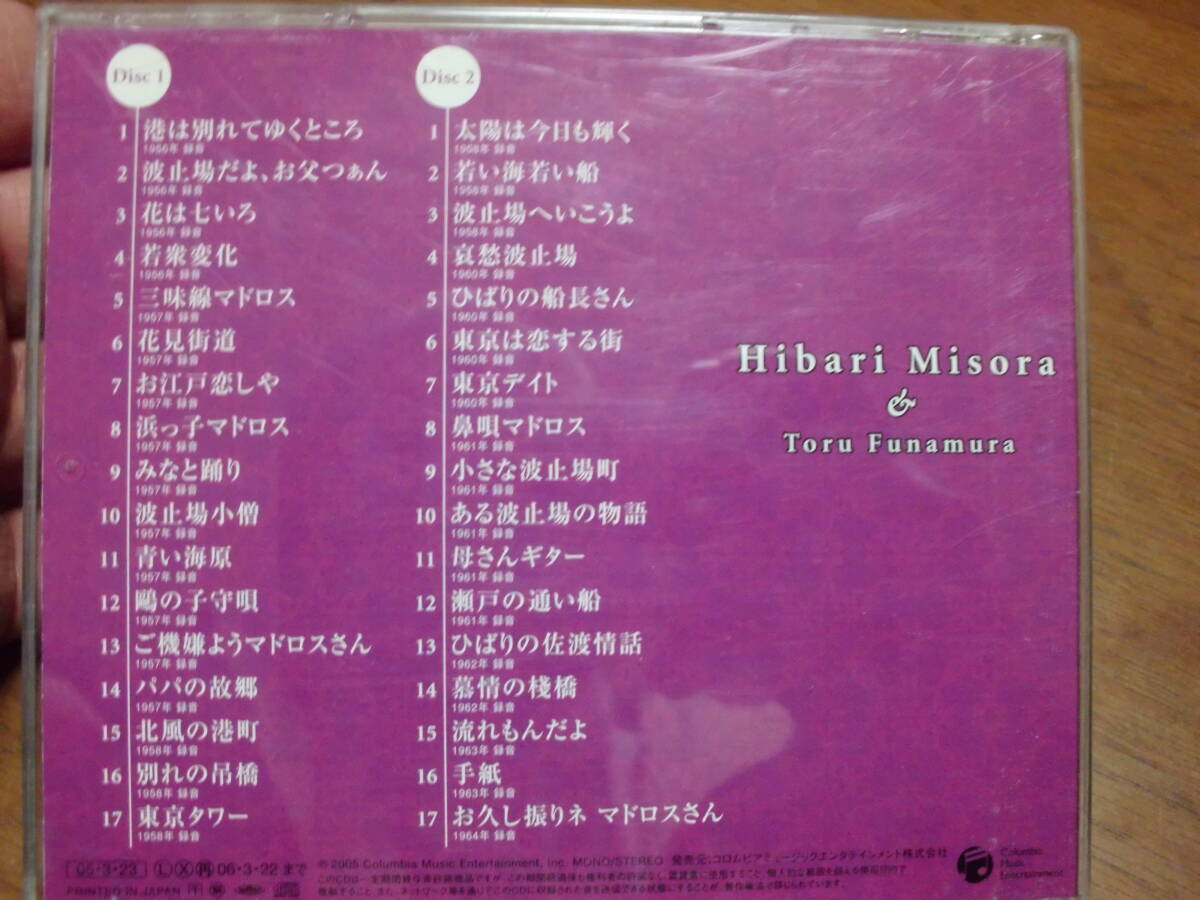 Disc 1
1 港は別れてゆくところ
1956年 録音
2 波止場だよ、お父つぁん
1956年 録音
3 花は七いろ
1956年 録音
4 若衆変化
1956年 録音
5 三味線マドロス
1957年 録音
6 花見街道
1957年 録音
7 お江戸恋しや
1957年 録音
8 浜っ子マドロス
1957年 録音
9 みなと踊り
1957年 録音
10 波止場小僧
1957年 録音
11 青い海原
1957年 録音
12 鷗の子守唄
1957年 録音
13 ご機嫌ようマドロスさん
1957年 録音
14 パパの故郷
1957年 録音
15 北風の港町
1958年 録音
16 別れの吊橋
1958年 録音
17 東京タワー
1958年 録音
Disc 2
1 太陽は今日も輝く
1958年 録音
2 若い海若い船
1958年 録音
3 波止場へいこうよ
1958年 録音
4 哀愁波止場
1960年 録音
5 ひばりの船長さん
1960年 録音
6 東京は恋する街
1960年 録音
7 東京デイト
1960年 録音
8 鼻唄マドロス
1961年 録音
9 小さな波止場町
1961年 録音
10 ある波止場の物語
1961年 録音
11 母さんギター
1961年 録音
12 瀬戸の通い船
1961年 録音
13 ひばりの佐渡情話
1962年 録音
14 慕情の棧橋
1962年 録音
15 流れもんだよ
1963年 録音
16 手紙
1963年 録音
17 お久し振りネ マドロスさん
1964年 録音
Hibari Misora
&
Toru Funamura
05・3・23 Ⓛ Ⓧ 再 06・3・22 まで
PRINTED IN JAPAN
℗ 2005 Columbia Music Entertainment, Inc. MONO/STEREO 発売元:コロムビアミュージックエンタテインメント株式会社
Columbia
Music
Entertainment